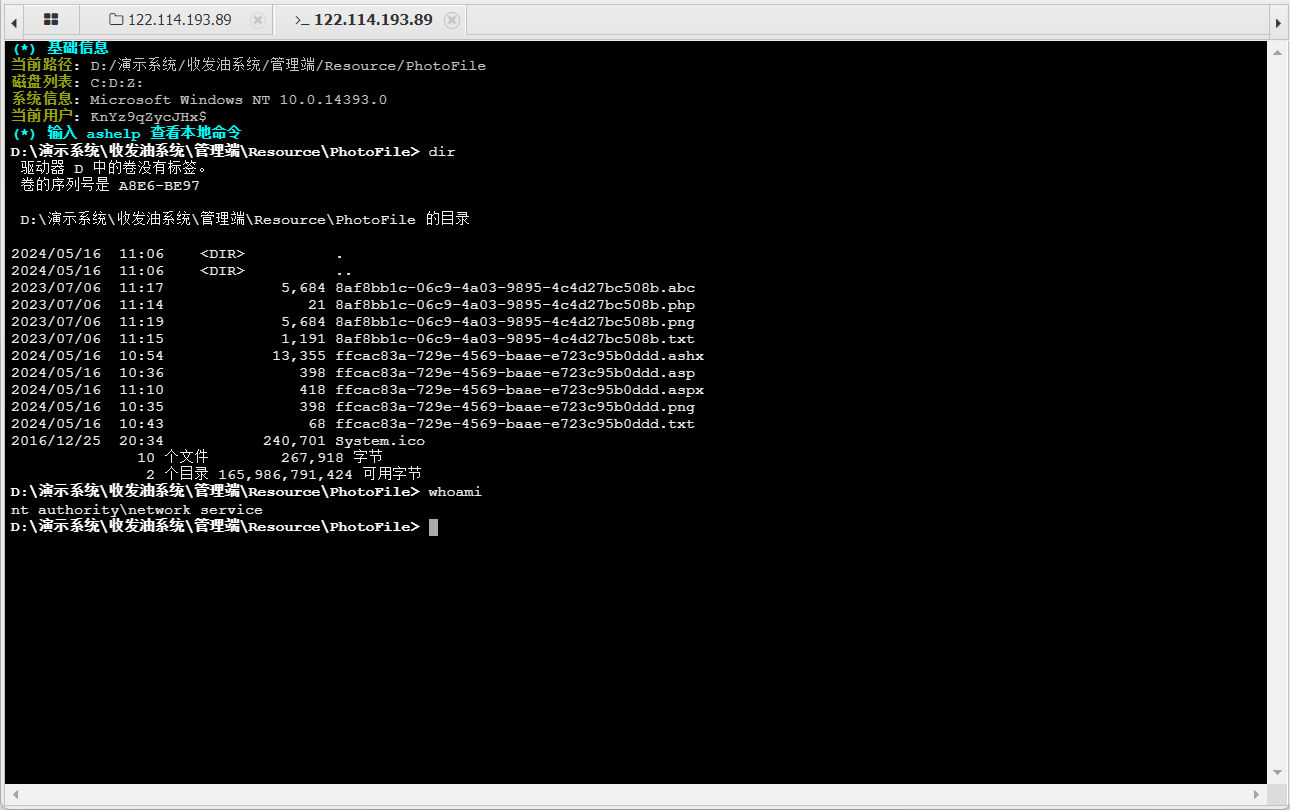 122.114.193.89 122.114.193.89
(*) 基础信息
当前路径: D:/演示系统/收发油系统/管理端/Resource/PhotoFile
磁盘列表: C:D:Z:
系统信息: Microsoft Windows NT 10.0.14393.0
当前用户: KnYz9qZycJHx$
(*) 输入 ashelp 查看本地命令
D:\演示系统\收发油系统\管理端\Resource\PhotoFile> dir
驱动器 D 中的卷没有标签。
卷的序列号是 A8E6-BE97
D:\演示系统\收发油系统\管理端\Resource\PhotoFile 的目录
2024/05/16 11:06 <DIR> .
2024/05/16 11:06 <DIR> ..
2023/07/06 11:17 5,684 8af8bb1c-06c9-4a03-9895-4c4d27bc508b.abc
2023/07/06 11:14 21 8af8bb1c-06c9-4a03-9895-4c4d27bc508b.php
2023/07/06 11:19 5,684 8af8bb1c-06c9-4a03-9895-4c4d27bc508b.png
2023/07/06 11:15 1,191 8af8bb1c-06c9-4a03-9895-4c4d27bc508b.txt
2024/05/16 10:54 13,355 ffcac83a-729e-4569-baae-e723c95b0ddd.ashx
2024/05/16 10:36 398 ffcac83a-729e-4569-baae-e723c95b0ddd.asp
2024/05/16 11:10 418 ffcac83a-729e-4569-baae-e723c95b0ddd.aspx
2024/05/16 10:35 398 ffcac83a-729e-4569-baae-e723c95b0ddd.png
2024/05/16 10:43 68 ffcac83a-729e-4569-baae-e723c95b0ddd.txt
2016/12/25 20:34 240,701 System.ico
10 个文件 267,918 字节
2 个目录 165,986,791,424 可用字节
D:\演示系统\收发油系统\管理端\Resource\PhotoFile> whoami
nt authority\network service
D:\演示系统\收发油系统\管理端\Resource\PhotoFile>